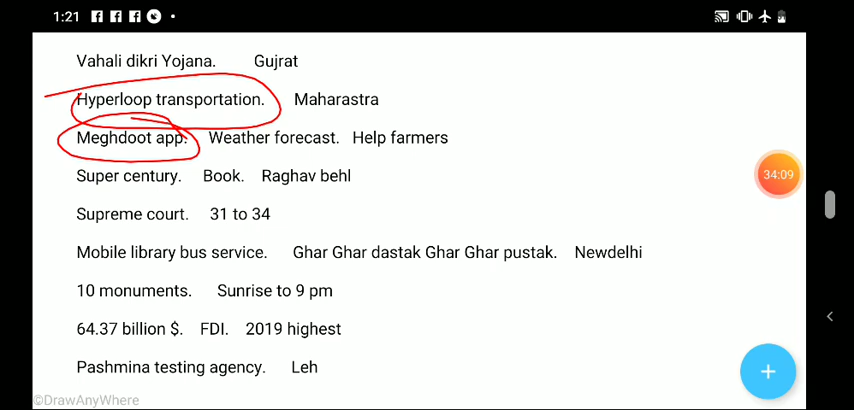 1:21
Vahali dikri Yojana. Gujrat
Hyperloop transportation. Maharastra
Meghdoot app. Weather forecast. Help farmers
Super century. Book. Raghav behl
34:09
Supreme court. 31 to 34
Mobile library bus service. Ghar Ghar dastak Ghar Ghar pustak. Newdelhi
10 monuments. Sunrise to 9 pm
64.37 billion $. FDI. 2019 highest
Pashmina testing agency. Leh
©DrawAnyWhere